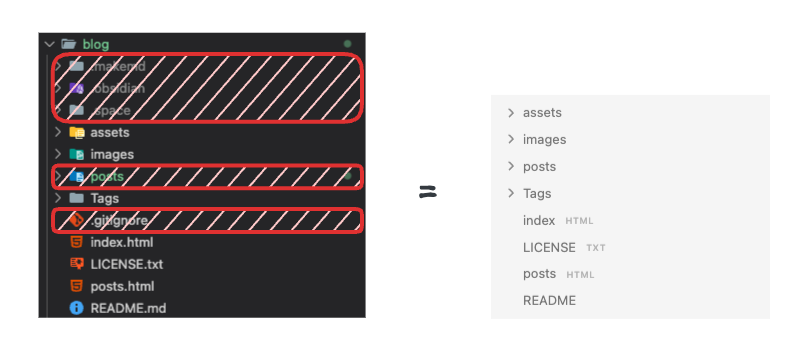 blog
.makemd
.obsidian
.space
assets
images
posts
Tags
.gitignore
index.html
LICENSE.txt
posts.html
README.md
=
assets
images
posts
Tags
index HTML
LICENSE TXT
posts HTML
README